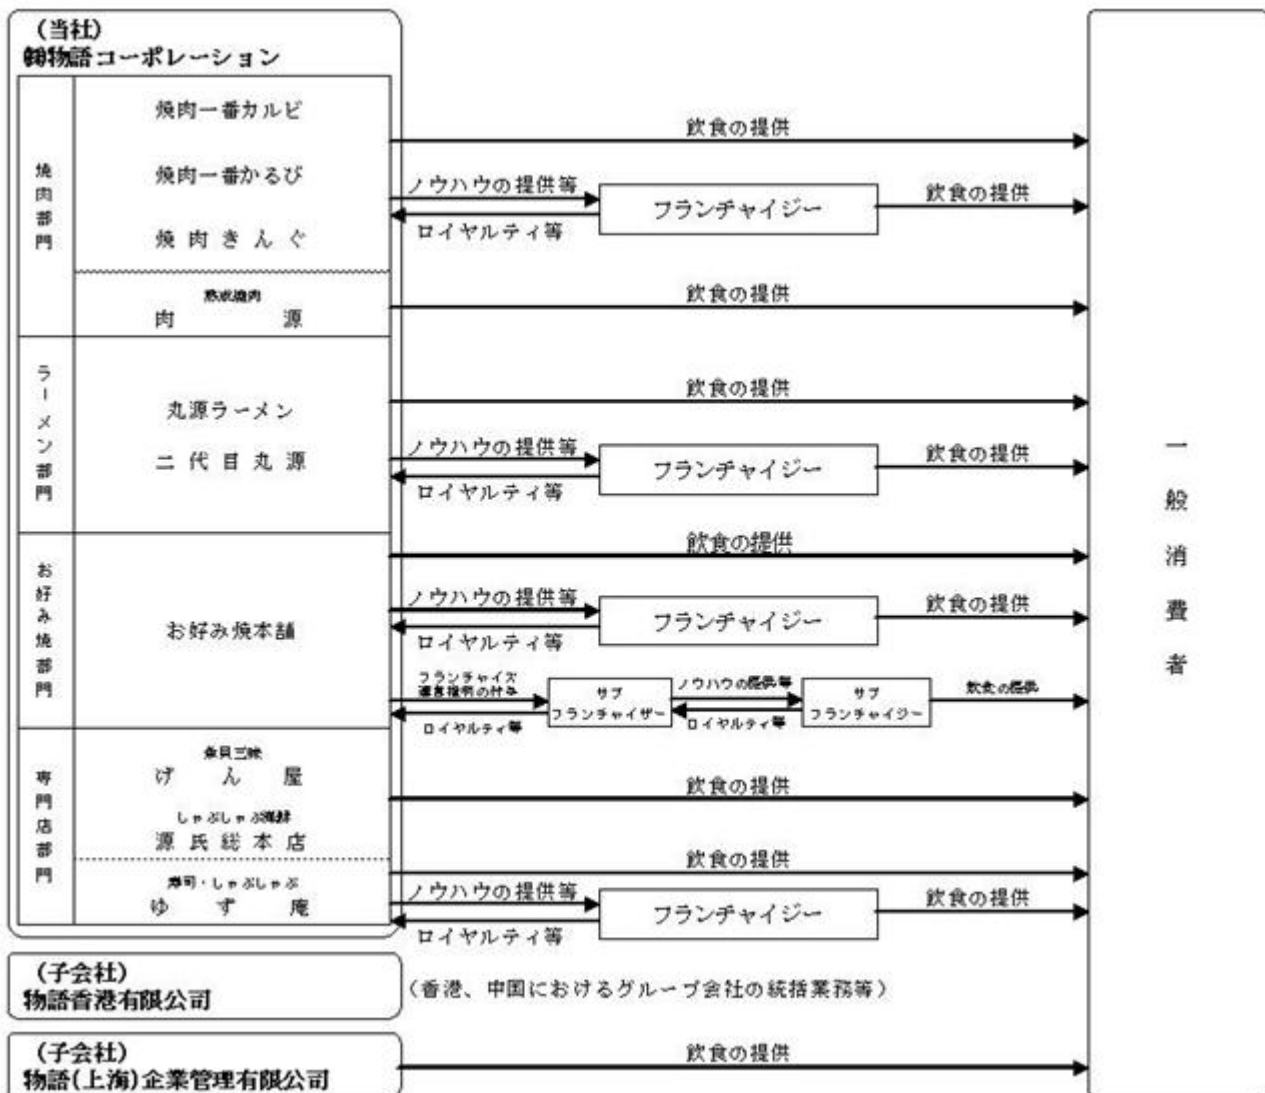 （当社）
㈱物語コーポレーション
焼肉部門
焼肉一番カルビ
焼肉一番かるび
焼肉きんぐ
熟成焼肉
肉源
飲食の提供
ノウハウの提供等
ロイヤルティ等
フランチャイジー
飲食の提供
飲食の提供
ラーメン部門
丸源ラーメン
二代目丸源
飲食の提供
ノウハウの提供等
ロイヤルティ等
フランチャイジー
飲食の提供
お好み焼部門
お好み焼本舗
飲食の提供
ノウハウの提供等
ロイヤルティ等
フランチャイジー
飲食の提供
フランチャイズ
運営権利の付与
ロイヤルティ等
サブ
フランチャイザー
ノウハウの提供等
ロイヤルティ等
サブ
フランチャイジー
飲食の提供
専門店部門
魚貝三昧
げん屋
しゃぶしゃぶ海鮮
源氏総本店
飲食の提供
寿司・しゃぶしゃぶ
ゆず庵
飲食の提供
ノウハウの提供等
ロイヤルティ等
フランチャイジー
飲食の提供
一般消費者
（子会社）
物語香港有限公司
（香港、中国におけるグループ会社の統括業務等）
（子会社）
物語(上海)企業管理有限公司
飲食の提供